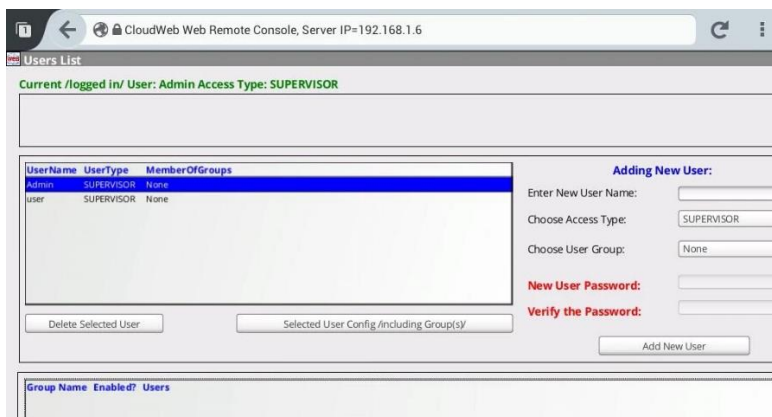 CloudWeb Web Remote Console, Server IP=192.168.1.6
Users List
Current /logged in/ User: Admin Access Type: SUPERVISOR
UserName UserType MemberOfGroups
Admin SUPERVISOR None
user SUPERVISOR None
Delete Selected User
Selected User Config /including Group(s)/
Adding New User:
Enter New User Name:
Choose Access Type: SUPERVISOR
Choose User Group: None
New User Password:
Verify the Password:
Add New User
Group Name Enabled? Users